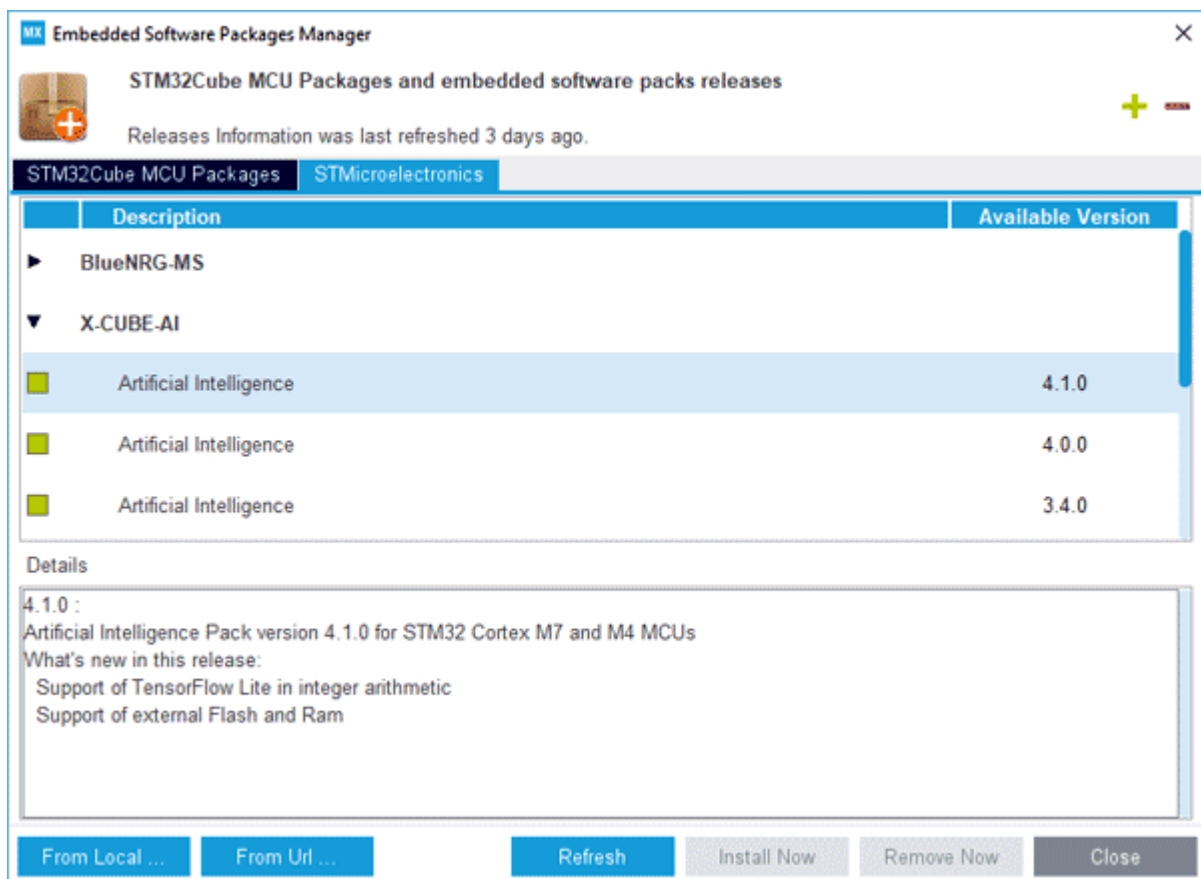 MX Embedded Software Packages Manager
STM32Cube MCU Packages and embedded software packs releases
Releases Information was last refreshed 3 days ago.
STM32Cube MCU Packages STMicroelectronics
Description Available Version
BlueNRG-MS
X-CUBE-AI
Artificial Intelligence 4.1.0
Artificial Intelligence 4.0.0
Artificial Intelligence 3.4.0
Details
4.1.0 :
Artificial Intelligence Pack version 4.1.0 for STM32 Cortex M7 and M4 MCUs
What's new in this release:
Support of TensorFlow Lite in integer arithmetic
Support of external Flash and Ram
From Local ... From Url ... Refresh Install Now Remove Now Close